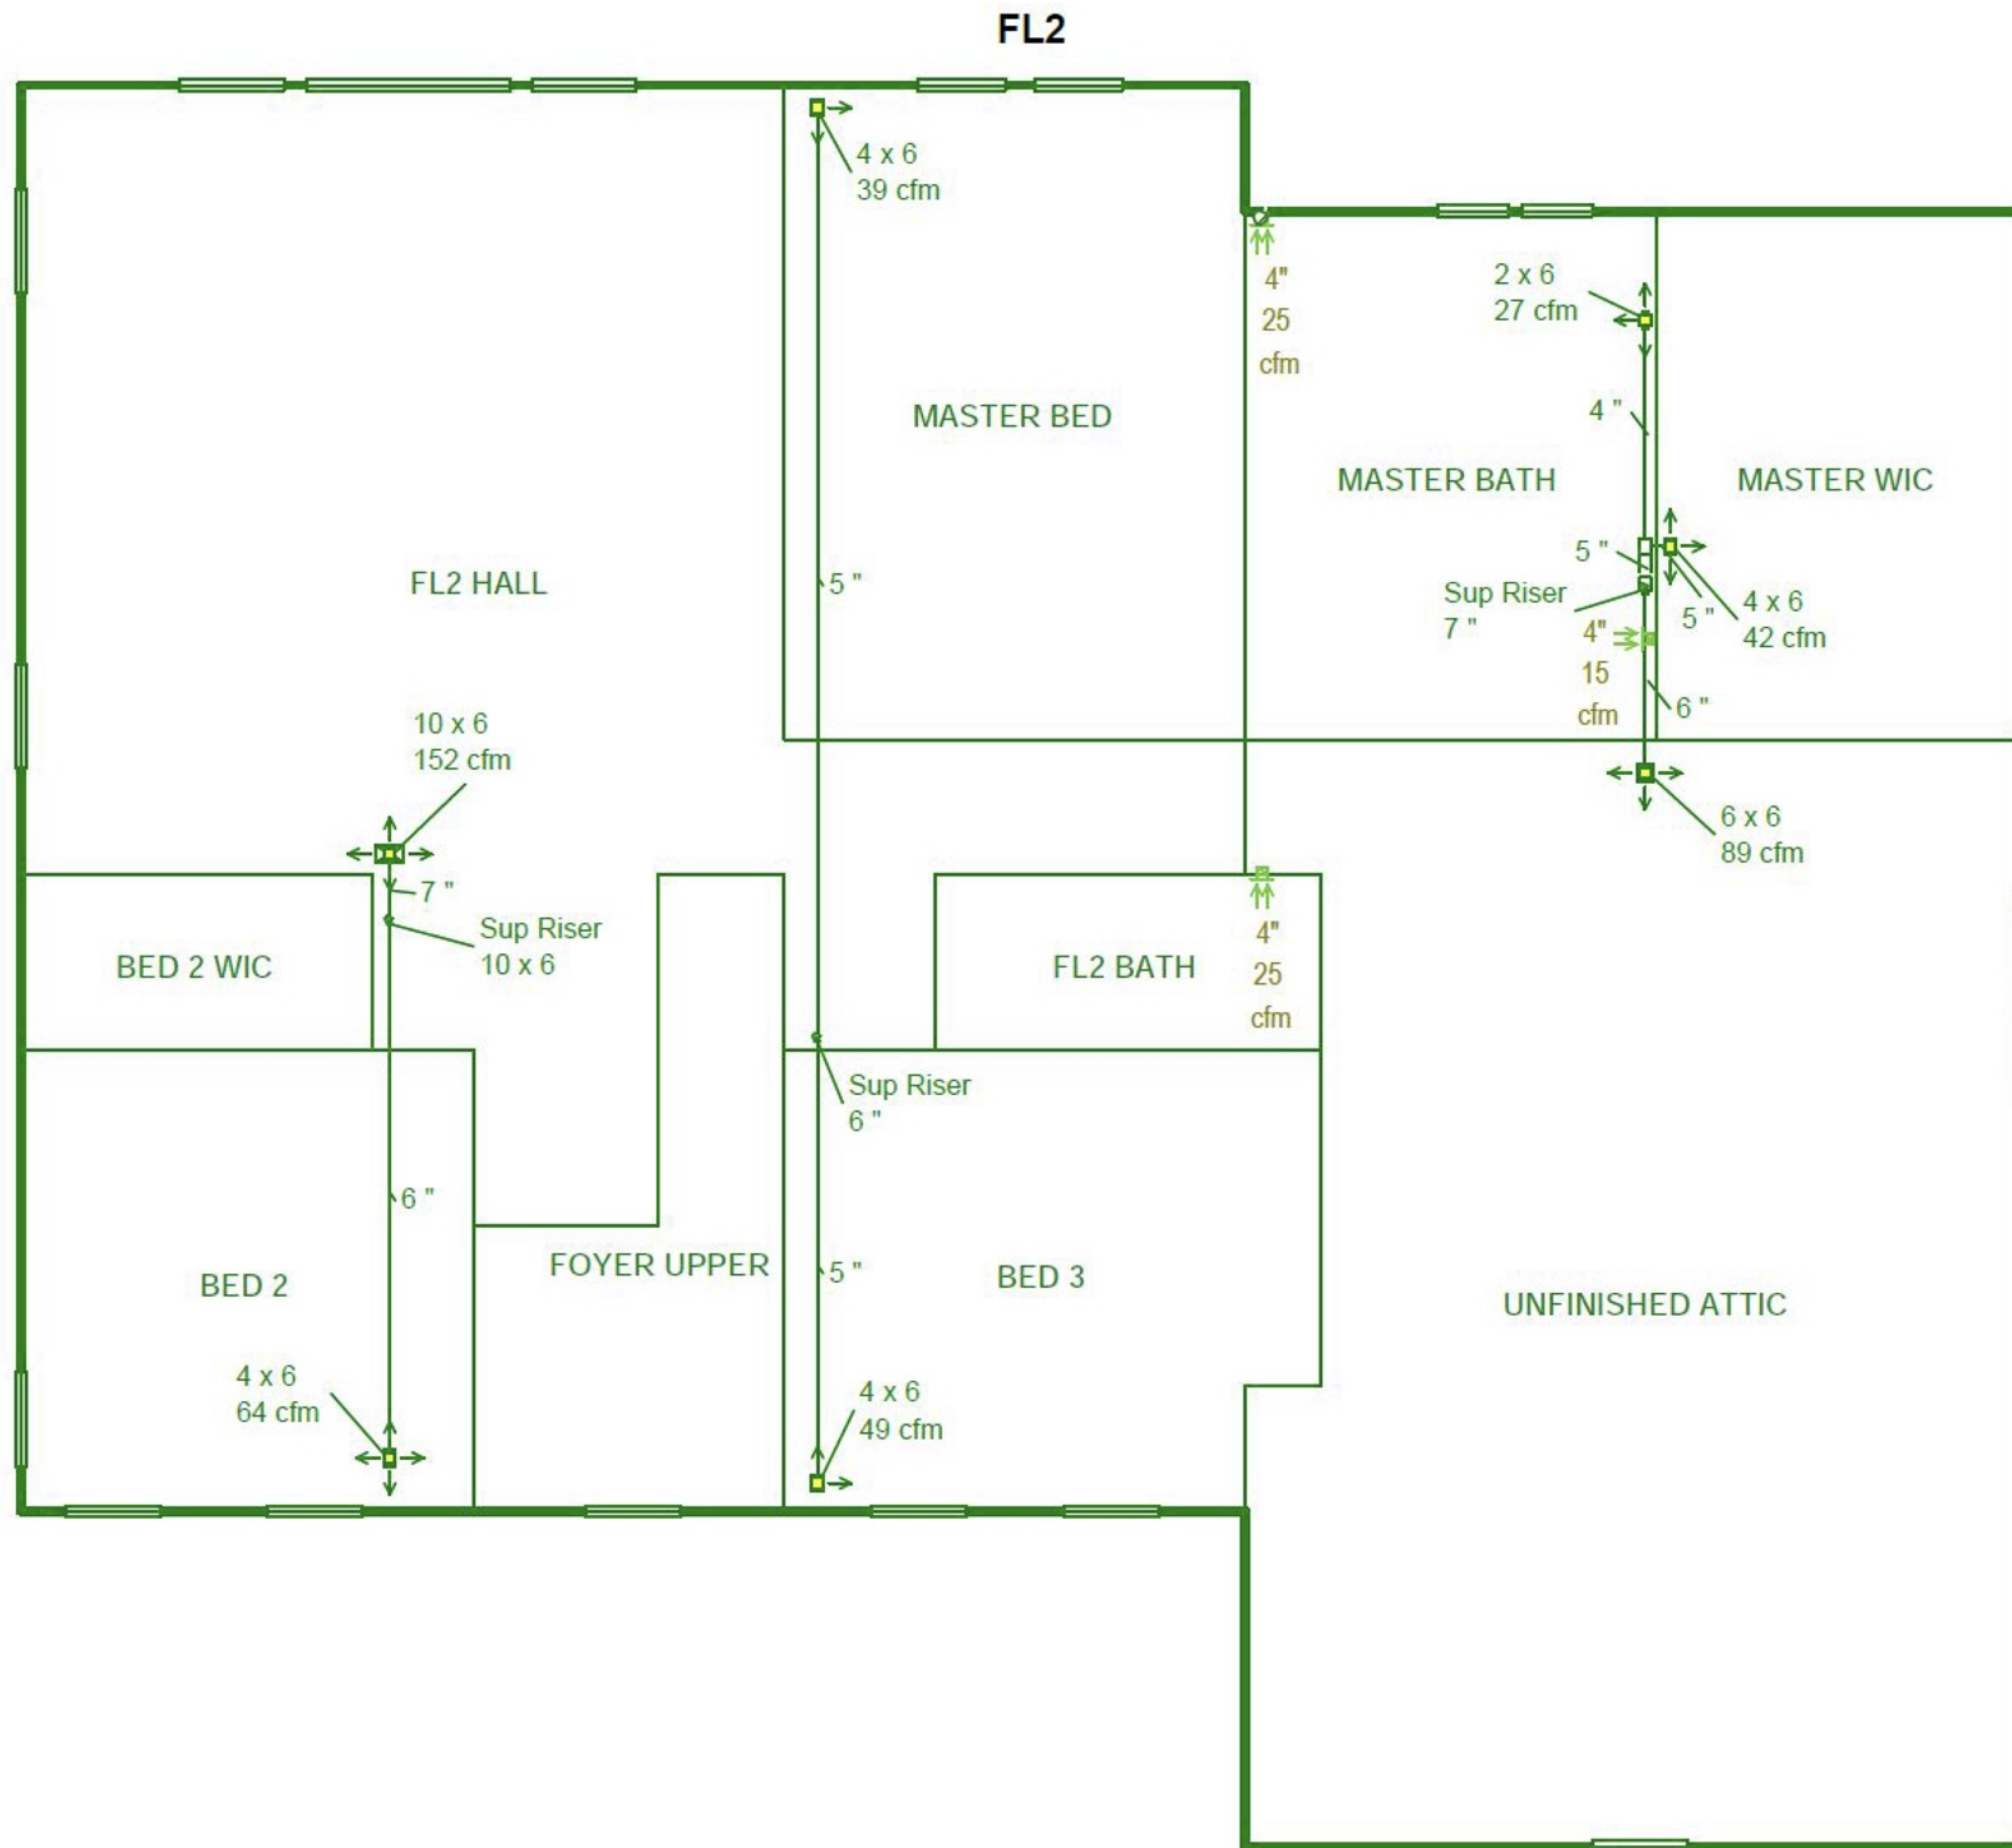 FL2
4 x 6
39 cfm
4"
25
cfm
2 x 6
27 cfm
4 "
MASTER BED
MASTER BATH
MASTER WIC
5 "
Sup Riser
7 "
5 "
4 x 6
42 cfm
4"
15
cfm
6 "
FL2 HALL
5 "
10 x 6
152 cfm
6 x 6
89 cfm
7 "
Sup Riser
10 x 6
BED 2 WIC
FL2 BATH
4"
25
cfm
Sup Riser
6 "
6 "
BED 2
FOYER UPPER
5 "
BED 3
UNFINISHED ATTIC
4 x 6
64 cfm
4 x 6
49 cfm